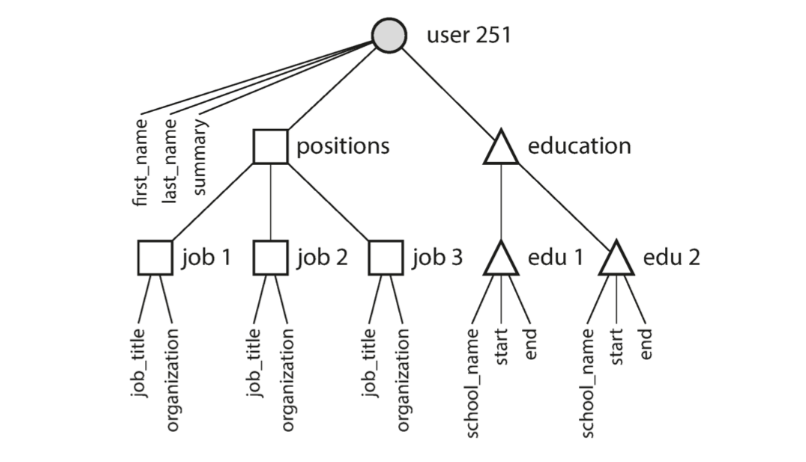 user 251
first_name
last_name
summary
positions
education
job 1
job 2
job 3
edu 1
edu 2
job_title
organization
job_title
organization
job_title
organization
school_name
start
end
school_name
start
end